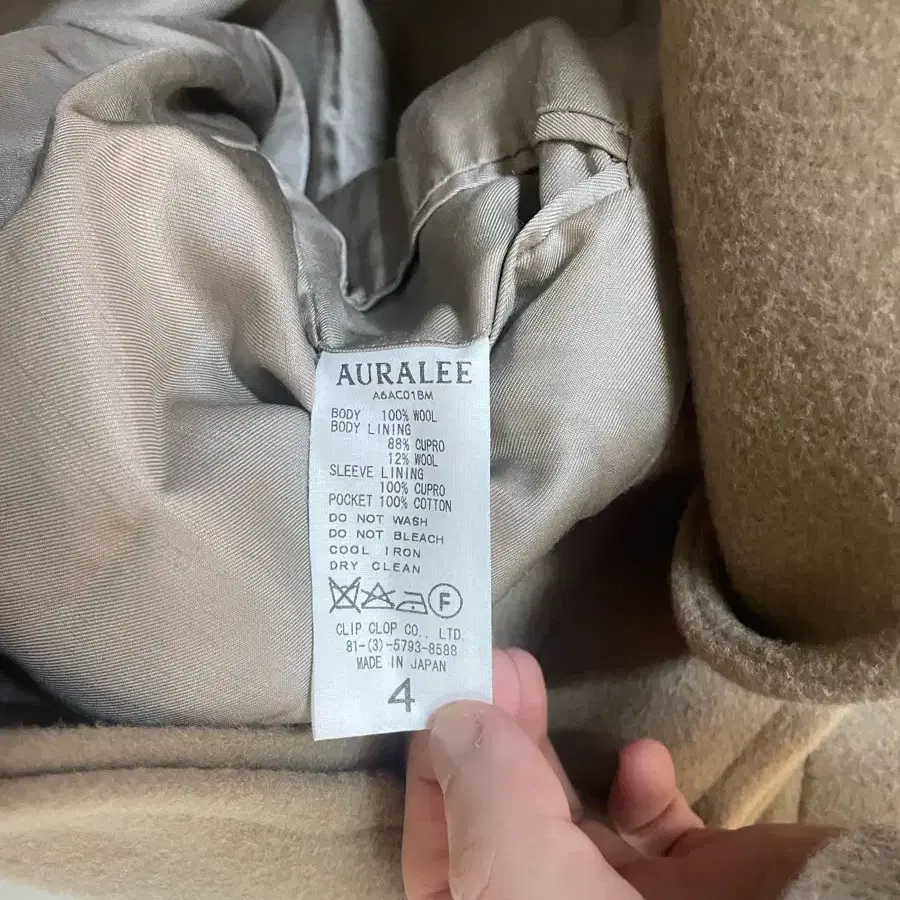 AURALEE
A6AC01BM
BODY 100% WOOL
BODY LINING
88% CUPRO
12% WOOL
SLEEVE LINING
100% CUPRO
POCKET 100% COTTON
DO NOT WASH
DO NOT BLEACH
COOL IRON
DRY CLEAN
F
CLIP CLOP CO., LTD.
81-(3)-5793-8588
MADE IN JAPAN
4